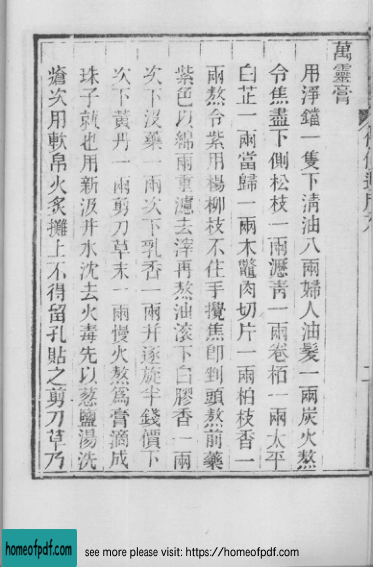 萬靈膏
用淨鐺一隻下淸油八兩婦人油髮一兩炭火熬
令焦盡下側松枝一兩瀝靑一兩卷栢一兩太平
白芷一兩當歸一兩木鼈肉切片一兩柏枝香一
兩熬令紫用楊柳枝不住手攪焦卽剉頭熬前藥
紫色以綿兩重濾去滓再熬油滚下白膠香一兩
次下沒藥一兩次下乳香一兩幷逐旋半錢價下
次下黃丹一兩剪刀草末一兩慢火熬爲膏滴成
珠子就也用新汲井水沈去火毒先以葱鹽湯洗
瘡次用軟帛火炙攤上不得留孔貼之剪刀草乃
二
homeofpdf.com
see more please visit: https://homeofpdf.com